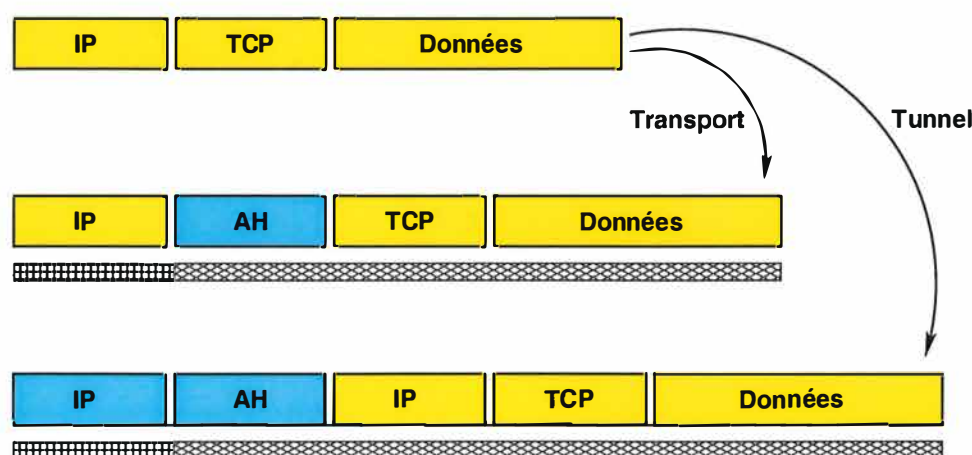 IP TCP Données
Transport Tunnel
IP AH TCP Données
IP AH IP TCP Données